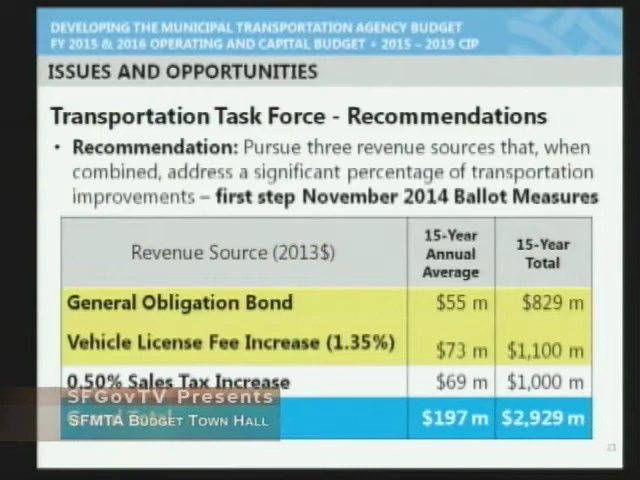 DEVELOPING THE MUNICIPAL TRANSPORTATION AGENCY BUDGET
FY 2015 & 2016 OPERATING AND CAPITAL BUDGET • 2015 – 2019 CIP
ISSUES AND OPPORTUNITIES
Transportation Task Force - Recommendations
• Recommendation: Pursue three revenue sources that, when
combined, address a significant percentage of transportation
improvements – first step November 2014 Ballot Measures
Revenue Source (2013$) 15-Year Annual Average 15-Year Total
General Obligation Bond $55 m $829 m
Vehicle License Fee Increase (1.35%) $73 m $1,100 m
0.50% Sales Tax Increase $69 m $1,000 m
Total $197 m $2,929 m
SFGovTV Presents
SFMTA Budget Town Hall